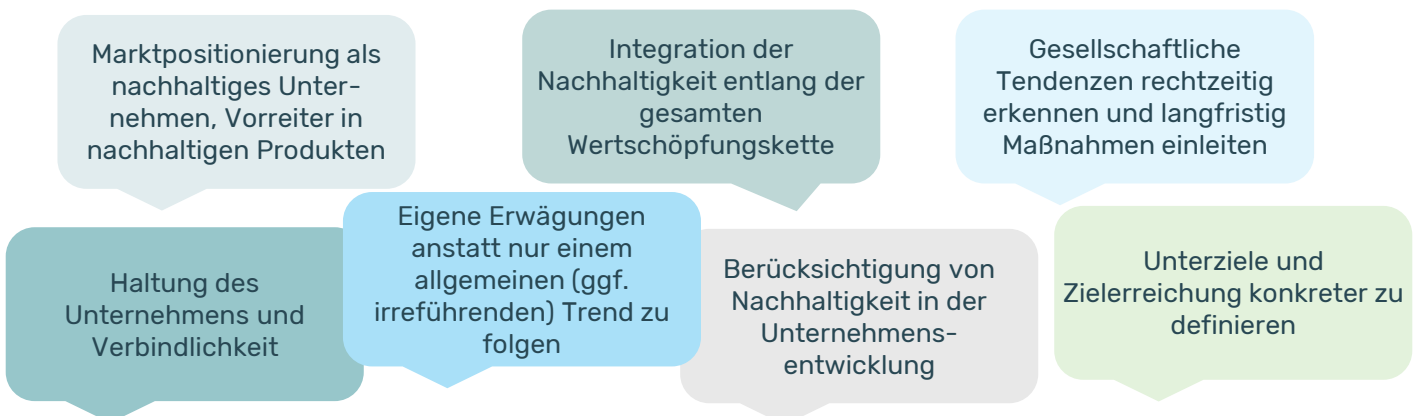 Marktpositionierung als
nachhaltiges Unter-
nehmen, Vorreiter in
nachhaltigen Produkten
Integration der
Nachhaltigkeit entlang der
gesamten
Wertschöpfungskette
Gesellschaftliche
Tendenzen rechtzeitig
erkennen und langfristig
Maßnahmen einleiten
Haltung des
Unternehmens und
Verbindlichkeit
Eigene Erwägungen
anstatt nur einem
allgemeinen (ggf.
irreführenden) Trend zu
folgen
Berücksichtigung von
Nachhaltigkeit in der
Unternehmens-
entwicklung
Unterziele und
Zielerreichung konkreter zu
definieren